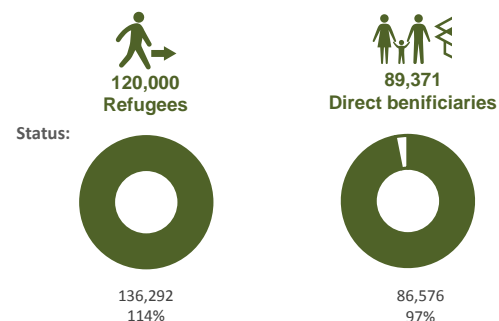 120,000
Refugees
89,371
Direct benificiaries
Status:
136,292
114%
86,576
97%